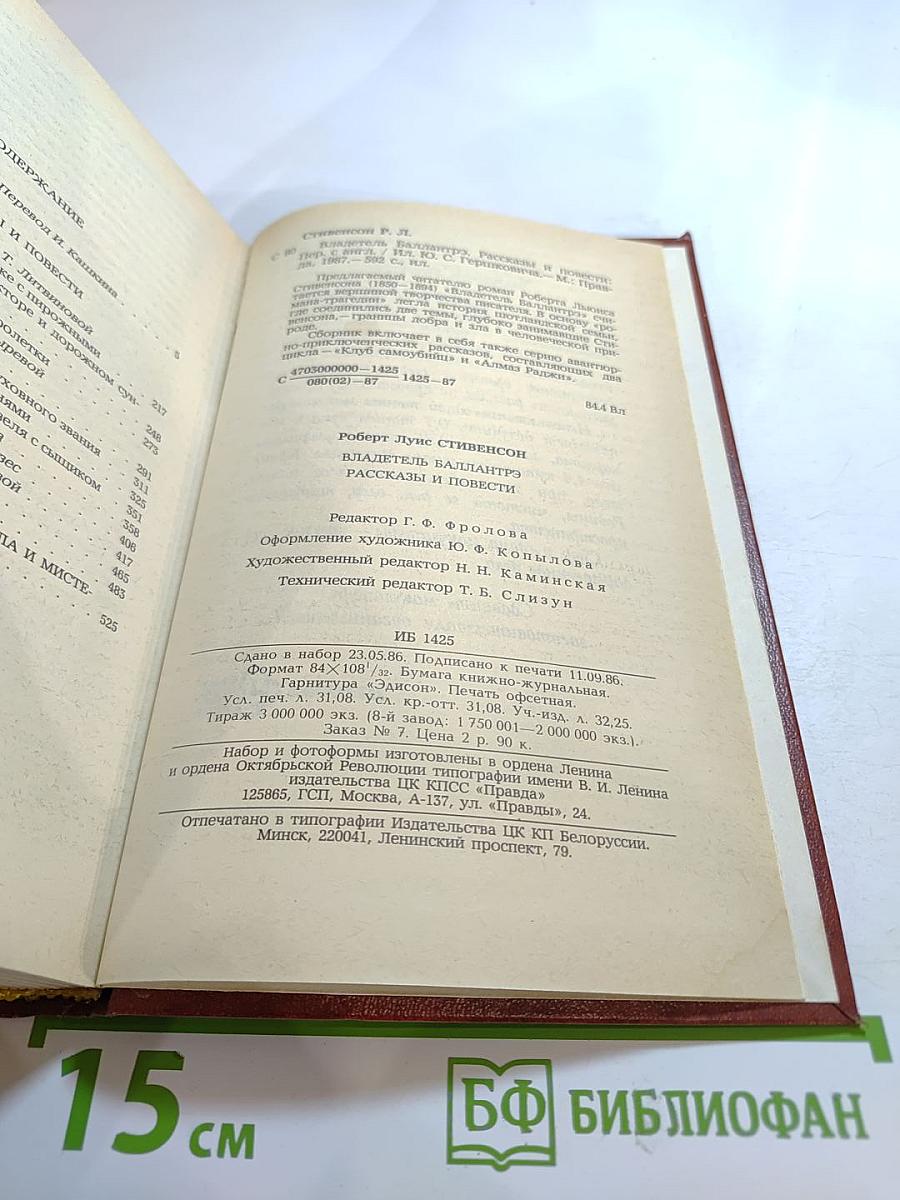 СОДЕРЖАНИЕ
Перевод И. Кашкина .
5
И ПОВЕСТИ
Т. Литвиновой
с пирожными
217
и дорожном сун-
248
пролетки
273
духовного звания
291
311
с сыщиком
325
351
358
406
417
465
483
И МИСТЕ-
525
Стивенсон Р. Л.
С 80 Владетель Баллантрэ. Рассказы и повести:
Пер. с англ. / Ил. Ю. С. Гершковича.— М.: Прав-
да, 1987.— 592 с., ил.
Предлагаемый читателю роман Роберта Льюиса
Стивенсона (1850—1894) «Владетель Баллантрэ» счи-
тается вершиной творчества писателя. В основу «ро-
мана-трагедии» легла история шотландской семьи,
где соединились две темы, глубоко занимавшие Сти-
венсона,— границы добра и зла в человеческой при-
роде.
Сборник включает в себя также серию авантюр-
но-приключенческих рассказов, составляющих два
цикла — «Клуб самоубийц» и «Алмаз Раджи».
С 4703000000—1425 / 080(02)—87 1425—87
84.4 Вл
Роберт Луис СТИВЕНСОН
ВЛАДЕТЕЛЬ БАЛЛАНТРЭ
РАССКАЗЫ И ПОВЕСТИ
Редактор Г. Ф. Фролова
Оформление художника Ю. Ф. Копылова
Художественный редактор Н. Н. Каминская
Технический редактор Т. Б. Слизун
ИБ 1425
Сдано в набор 23.05.86. Подписано к печати 11.09.86.
Формат 84×108¹/₃₂. Бумага книжно-журнальная.
Гарнитура «Эдисон». Печать офсетная.
Усл. печ. л. 31,08. Усл. кр.-отт. 31,08. Уч.-изд. л. 32,25.
Тираж 3 000 000 экз. (8-й завод: 1 750 001—2 000 000 экз.).
Заказ № 7. Цена 2 р. 90 к.
Набор и фотоформы изготовлены в ордена Ленина
и ордена Октябрьской Революции типографии имени В. И. Ленина
издательства ЦК КПСС «Правда»
125865, ГСП, Москва, А-137, ул. «Правды», 24.
Отпечатано в типографии Издательства ЦК КП Белоруссии.
Минск, 220041, Ленинский проспект, 79.
15 см
БФ БИБЛИОФАН